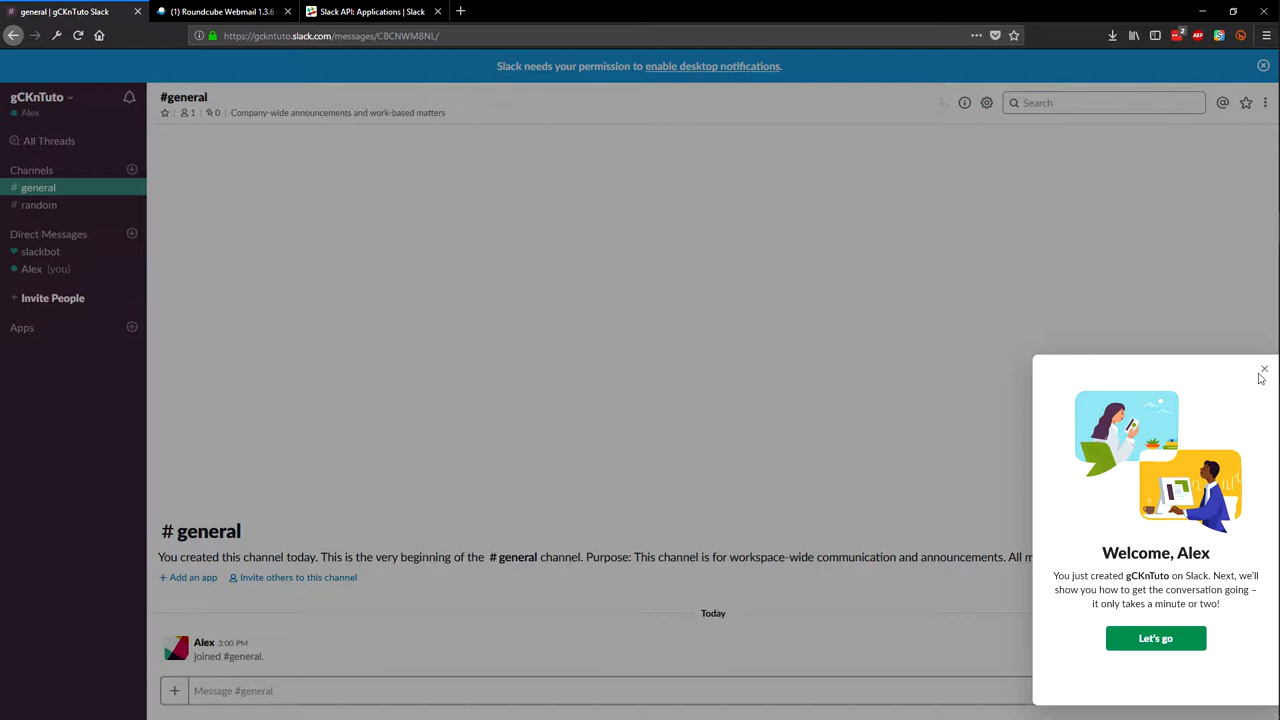 general | gCKnTuto Slack
(1) Roundcube Webmail 1.3.6
Slack API: Applications | Slack
https://gckntuto.slack.com/messages/C8CNWM8NL/
2
ABP
Slack needs your permission to enable desktop notifications.
gCKnTuto
Alex
All Threads
Channels
# general
# random
Direct Messages
slackbot
Alex (you)
+ Invite People
Apps
#general
1 | 0 | Company-wide announcements and work-based matters
Search
# general
You created this channel today. This is the very beginning of the # general channel. Purpose: This channel is for workspace-wide communication and announcements. All m
+ Add an app
Invite others to this channel
Today
Alex 3:00 PM
joined #general.
Message #general
Welcome, Alex
You just created gCKnTuto on Slack. Next, we'll
show you how to get the conversation going –
it only takes a minute or two!
Let's go